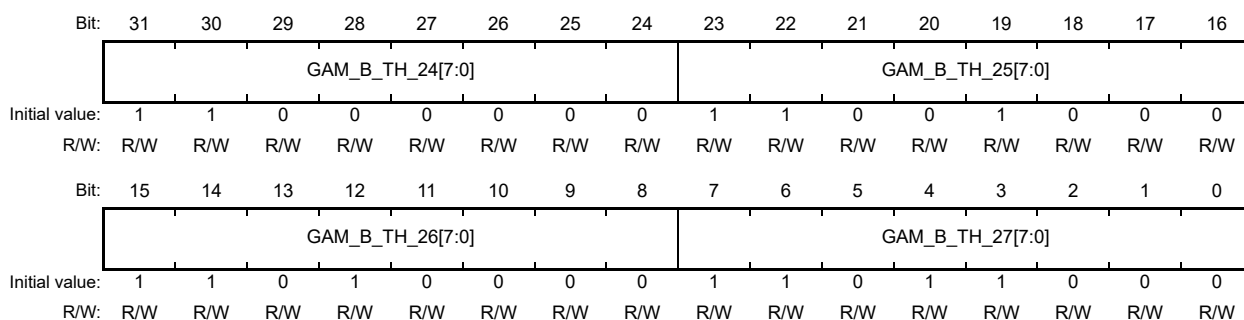 Bit: 31 30 29 28 27 26 25 24 23 22 21 20 19 18 17 16
GAM_B_TH_24[7:0] GAM_B_TH_25[7:0]
Initial value: 1 1 0 0 0 0 0 0 1 1 0 0 1 0 0 0
R/W: R/W R/W R/W R/W R/W R/W R/W R/W R/W R/W R/W R/W R/W R/W R/W R/W
Bit: 15 14 13 12 11 10 9 8 7 6 5 4 3 2 1 0
GAM_B_TH_26[7:0] GAM_B_TH_27[7:0]
Initial value: 1 1 0 1 0 0 0 0 1 1 0 1 1 0 0 0
R/W: R/W R/W R/W R/W R/W R/W R/W R/W R/W R/W R/W R/W R/W R/W R/W R/W